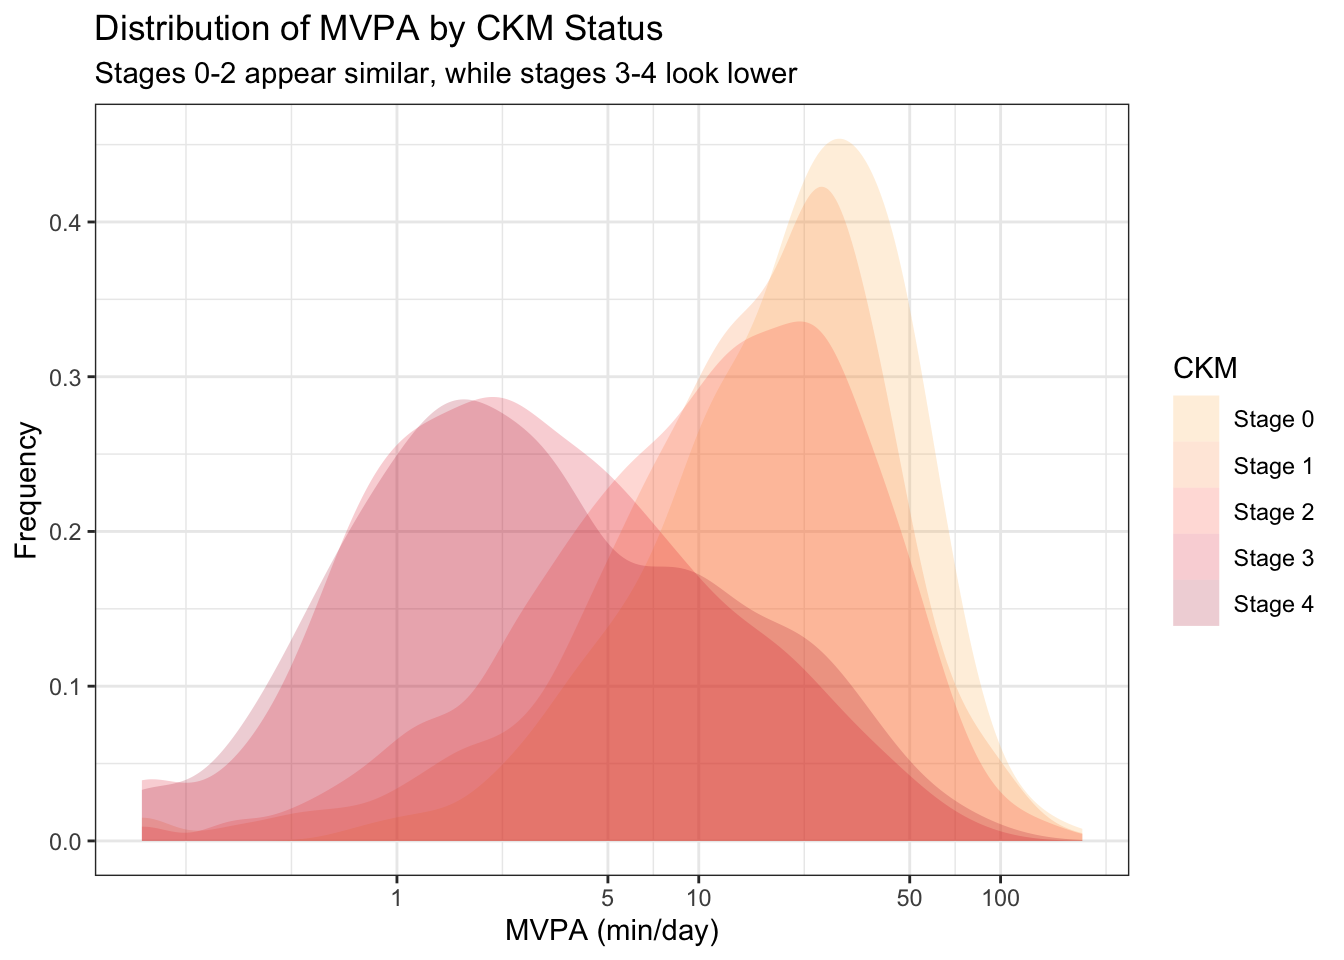 Distribution of MVPA by CKM Status
Stages 0-2 appear similar, while stages 3-4 look lower
Frequency
0.4
0.3
0.2
0.1
0.0
1
5
10
50
100
MVPA (min/day)
CKM
Stage 0
Stage 1
Stage 2
Stage 3
Stage 4